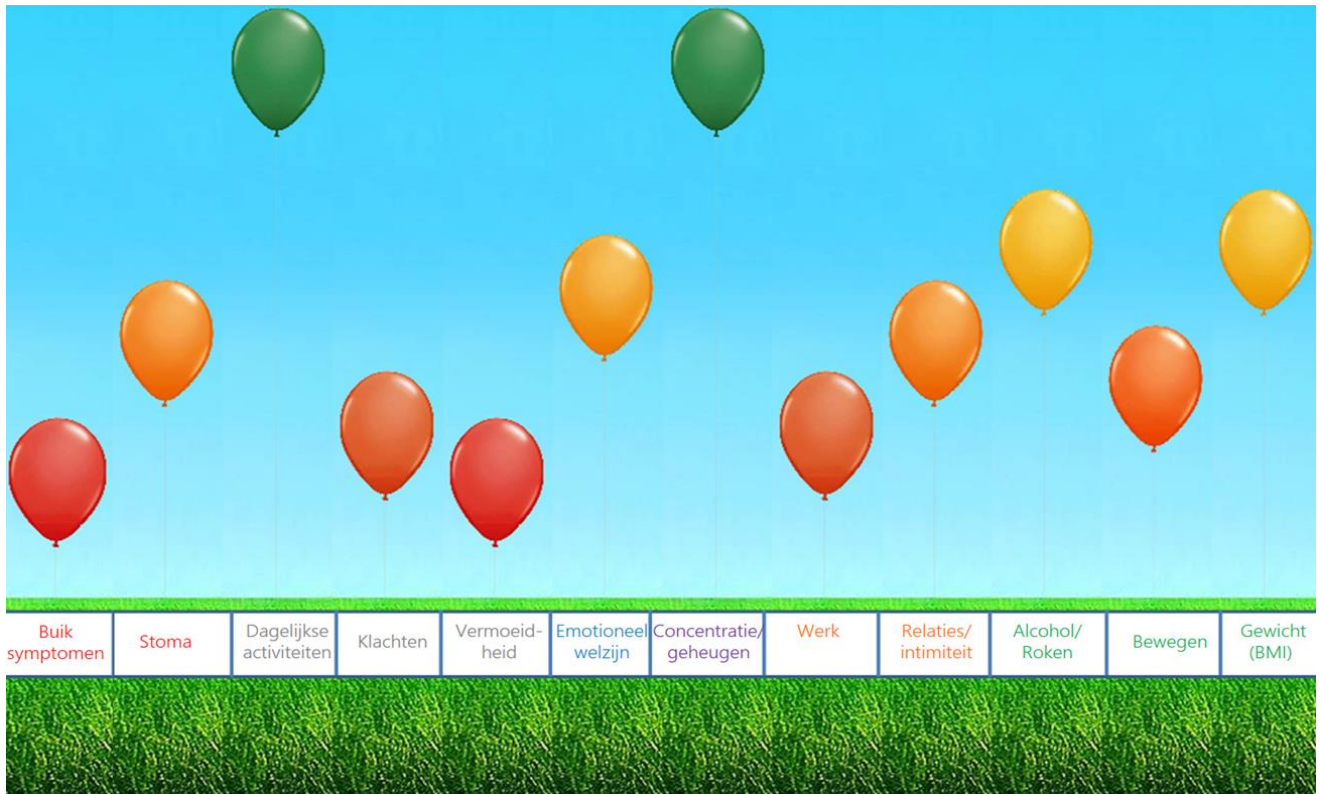 Buik
symptomen
Stoma
Dagelijkse
activiteiten
Klachten
Vermoeid-
heid
Emotioneel
welzijn
Concentratie/
geheugen
Werk
Relaties/
intimiteit
Alcohol/
Roken
Bewegen
Gewicht
(BMI)